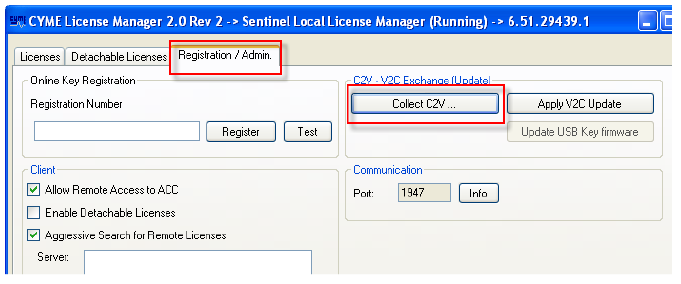 CYME License Manager 2.0 Rev 2 -> Sentinel Local License Manager (Running) -> 6.51.29439.1
Licenses Detachable Licenses Registration / Admin.
Online Key Registration
Registration Number
Register Test
C2V - V2C Exchange (Update)
Collect C2V ... Apply V2C Update
Update USB Key firmware
Client
Allow Remote Access to ACC
Enable Detachable Licenses
Aggressive Search for Remote Licenses
Server:
Communication
Port: 1947 Info